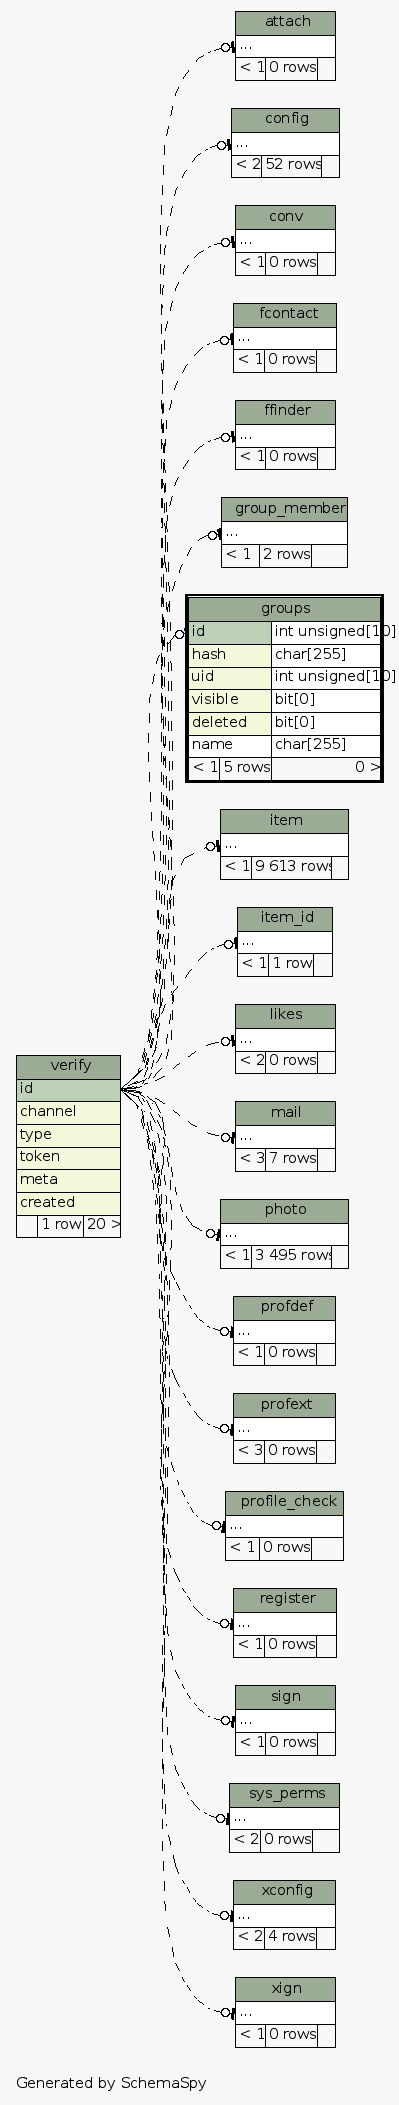 attach
...
< 1 0 rows
config
...
< 2 52 rows
conv
...
< 1 0 rows
fcontact
...
< 1 0 rows
ffinder
...
< 1 0 rows
group_member
...
< 1 2 rows
groups
id int unsigned[10]
hash char[255]
uid int unsigned[10]
visible bit[0]
deleted bit[0]
name char[255]
< 1 5 rows 0 >
item
...
< 1 9 613 rows
item_id
...
< 1 1 row
likes
...
< 2 0 rows
verify
id
channel
type
token
meta
created
1 row 20 >
mail
...
< 3 7 rows
photo
...
< 1 3 495 rows
profdef
...
< 1 0 rows
profext
...
< 3 0 rows
profile_check
...
< 1 0 rows
register
...
< 1 0 rows
sign
...
< 1 0 rows
sys_perms
...
< 2 0 rows
xconfig
...
< 2 4 rows
xign
...
< 1 0 rows
Generated by SchemaSpy